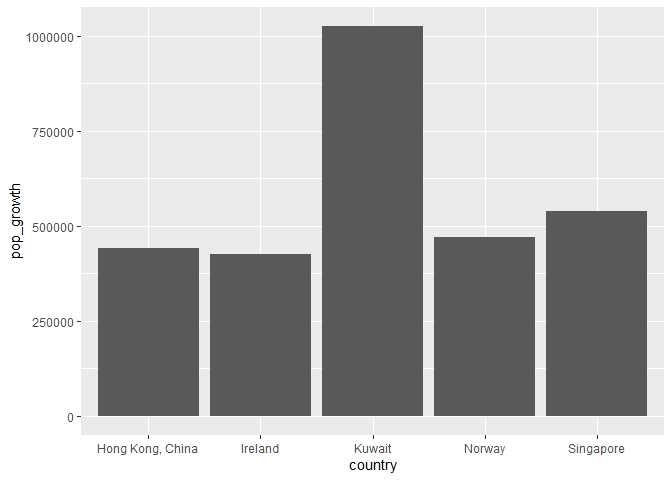 1000000
750000
500000
250000
0
pop_growth
Hong Kong, China Ireland Kuwait Norway Singapore
country